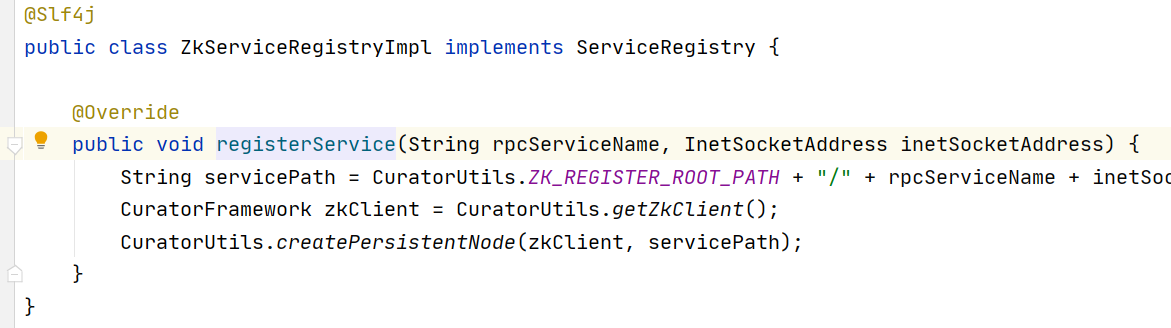 @Slf4j
public class ZkServiceRegistryImpl implements ServiceRegistry {
@Override
public void registerService(String rpcServiceName, InetSocketAddress inetSocketAddress) {
String servicePath = CuratorUtils.ZK_REGISTER_ROOT_PATH + "/" + rpcServiceName + inetSoc
CuratorFramework zkClient = CuratorUtils.getZkClient();
CuratorUtils.createPersistentNode(zkClient, servicePath);
}
}